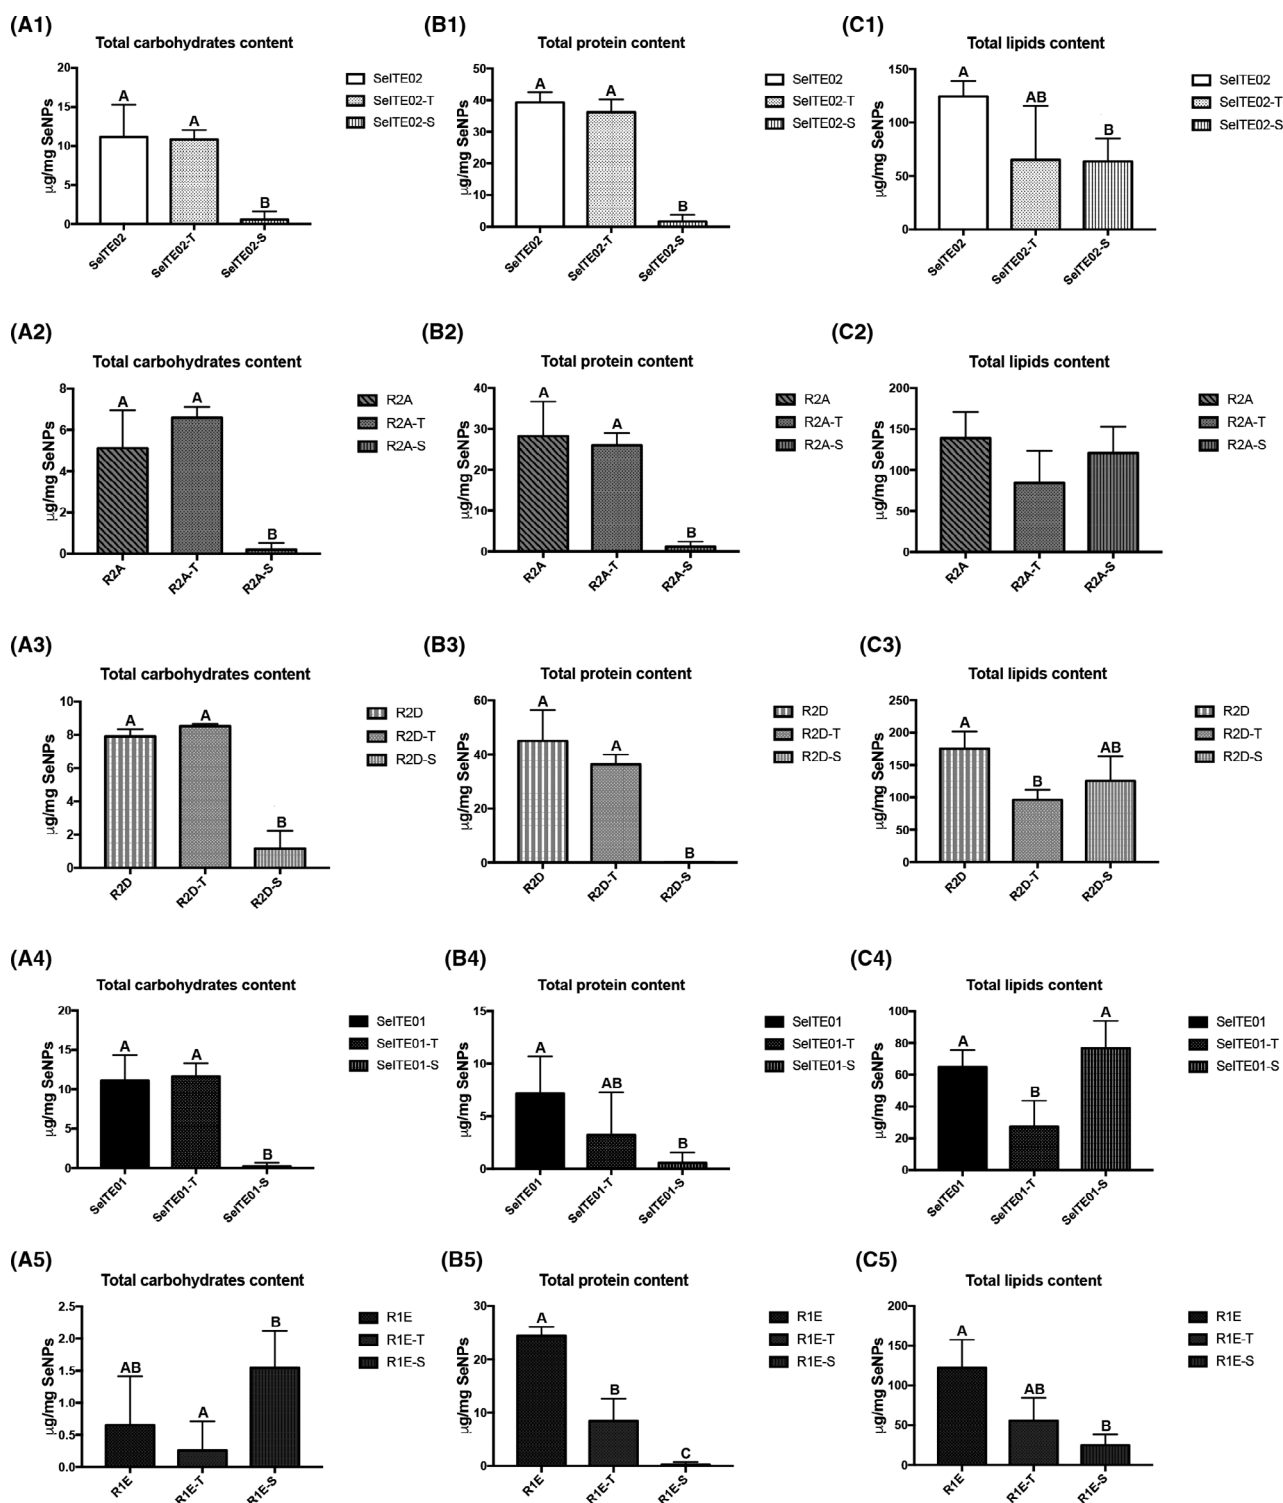 (A1)
Total carbohydrates content
μg/mg SeNPs
20
15
10
5
0
A
A
B
SeITE02
SeITE02-T
SeITE02-S
SeITE02
SeITE02-T
SeITE02-S
(B1)
Total protein content
μg/mg SeNPs
50
40
30
20
10
0
A
A
B
SeITE02
SeITE02-T
SeITE02-S
SeITE02
SeITE02-T
SeITE02-S
(C1)
Total lipids content
μg/mg SeNPs
150
100
50
0
A
AB
B
SeITE02
SeITE02-T
SeITE02-S
SeITE02
SeITE02-T
SeITE02-S
(A2)
Total carbohydrates content
μg/mg SeNPs
8
6
4
2
0
A
A
B
R2A
R2A-T
R2A-S
R2A
R2A-T
R2A-S
(B2)
Total protein content
μg/mg SeNPs
40
30
20
10
0
A
A
B
R2A
R2A-T
R2A-S
R2A
R2A-T
R2A-S
(C2)
Total lipids content
μg/mg SeNPs
200
150
100
50
0
R2A
R2A-T
R2A-S
R2A
R2A-T
R2A-S
(A3)
Total carbohydrates content
μg/mg SeNPs
10
8
6
4
2
0
A
A
B
R2D
R2D-T
R2D-S
R2D
R2D-T
R2D-S
(B3)
Total protein content
μg/mg SeNPs
60
40
20
0
A
A
B
R2D
R2D-T
R2D-S
R2D
R2D-T
R2D-S
(C3)
Total lipids content
μg/mg SeNPs
250
200
150
100
50
0
A
B
AB
R2D
R2D-T
R2D-S
R2D
R2D-T
R2D-S
(A4)
Total carbohydrates content
μg/mg SeNPs
20
15
10
5
0
A
A
B
SeITE01
SeITE01-T
SeITE01-S
SeITE01
SeITE01-T
SeITE01-S
(B4)
Total protein content
μg/mg SeNPs
15
10
5
0
A
AB
B
SeITE01
SeITE01-T
SeITE01-S
SeITE01
SeITE01-T
SeITE01-S
(C4)
Total lipids content
μg/mg SeNPs
100
80
60
40
20
0
A
B
A
SeITE01
SeITE01-T
SeITE01-S
SeITE01
SeITE01-T
SeITE01-S
(A5)
Total carbohydrates content
μg/mg SeNPs
2.5
2.0
1.5
1.0
0.5
0.0
AB
A
B
R1E
R1E-T
R1E-S
R1E
R1E-T
R1E-S
(B5)
Total protein content
μg/mg SeNPs
30
20
10
0
A
B
C
R1E
R1E-T
R1E-S
R1E
R1E-T
R1E-S
(C5)
Total lipids content
μg/mg SeNPs
200
150
100
50
0
A
AB
B
R1E
R1E-T
R1E-S
R1E
R1E-T
R1E-S